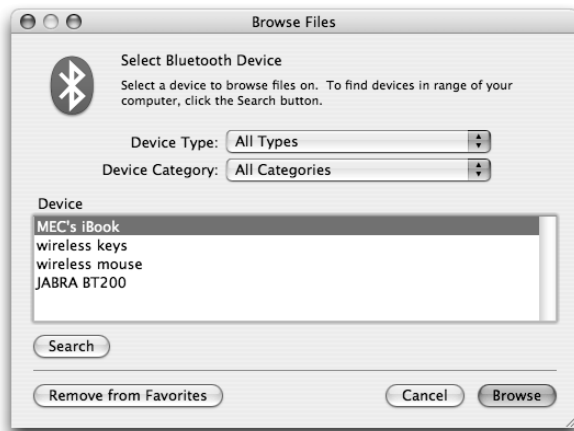 Browse Files
Select Bluetooth Device
Select a device to browse files on. To find devices in range of your
computer, click the Search button.
Device Type: All Types
Device Category: All Categories
Device
MEC's iBook
wireless keys
wireless mouse
JABRA BT200
Search
Remove from Favorites Cancel Browse